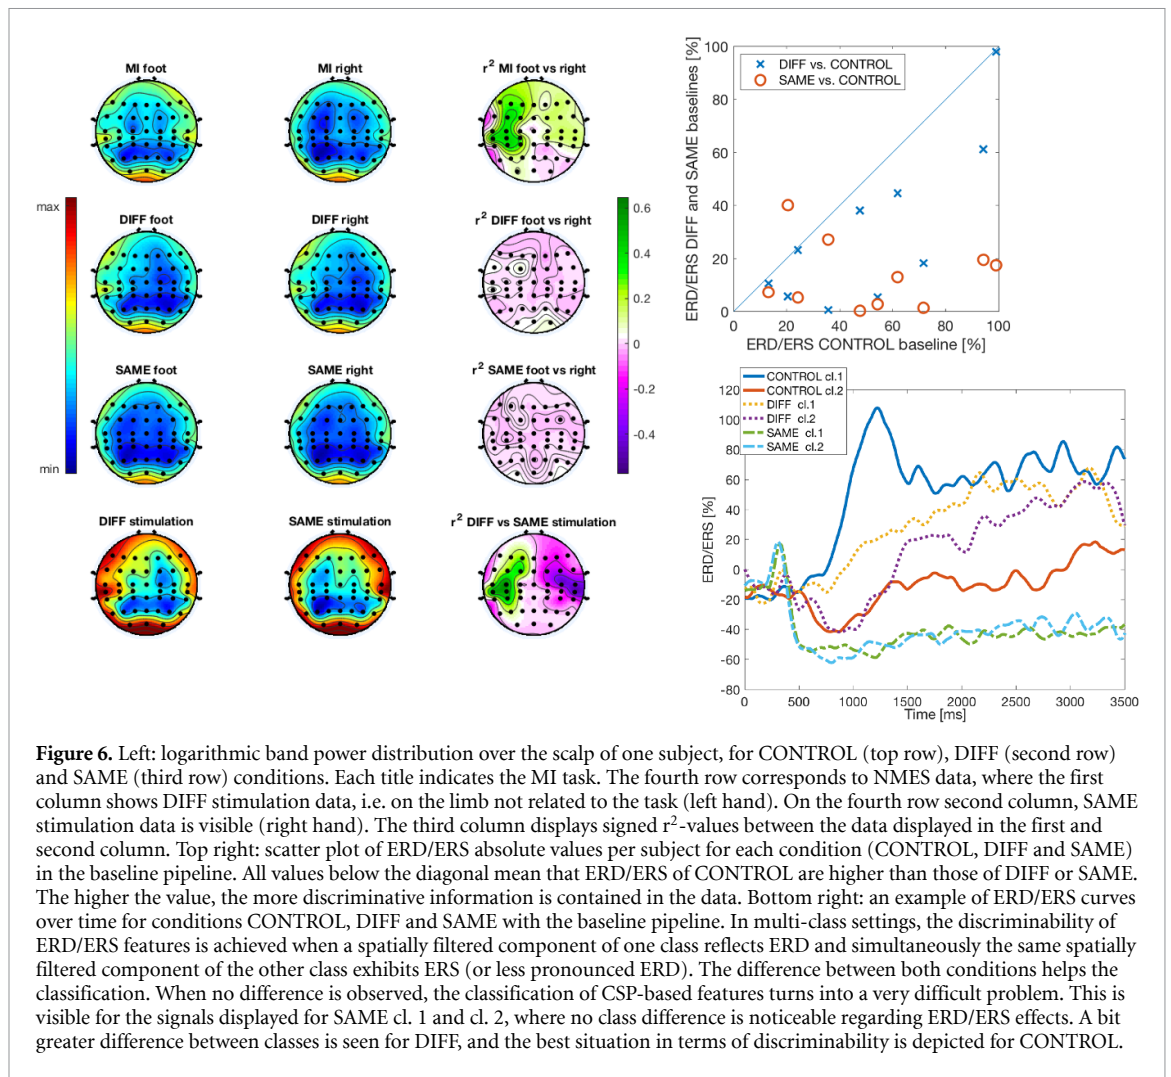 MI foot
MI right
r² MI foot vs right
max
min
DIFF foot
DIFF right
r² DIFF foot vs right
SAME foot
SAME right
r² SAME foot vs right
DIFF stimulation
SAME stimulation
r² DIFF vs SAME stimulation
0.6
0.4
0.2
0
-0.2
-0.4
100
80
60
40
20
0
ERD/ERS DIFF and SAME baselines [%]
DIFF vs. CONTROL
SAME vs. CONTROL
0 20 40 60 80 100
ERD/ERS CONTROL baseline [%]
120
100
80
60
40
20
0
-20
-40
-60
-80
ERD/ERS [%]
CONTROL cl.1
CONTROL cl.2
DIFF cl.1
DIFF cl.2
SAME cl.1
SAME cl.2
0 500 1000 1500 2000 2500 3000 3500
Time [ms]
Figure 6. Left: logarithmic band power distribution over the scalp of one subject, for CONTROL (top row), DIFF (second row)
and SAME (third row) conditions. Each title indicates the MI task. The fourth row corresponds to NMES data, where the first
column shows DIFF stimulation data, i.e. on the limb not related to the task (left hand). On the fourth row second column, SAME
stimulation data is visible (right hand). The third column displays signed r²-values between the data displayed in the first and
second column. Top right: scatter plot of ERD/ERS absolute values per subject for each condition (CONTROL, DIFF and SAME)
in the baseline pipeline. All values below the diagonal mean that ERD/ERS of CONTROL are higher than those of DIFF or SAME.
The higher the value, the more discriminative information is contained in the data. Bottom right: an example of ERD/ERS curves
over time for conditions CONTROL, DIFF and SAME with the baseline pipeline. In multi-class settings, the discriminability of
ERD/ERS features is achieved when a spatially filtered component of one class reflects ERD and simultaneously the same spatially
filtered component of the other class exhibits ERS (or less pronounced ERD). The difference between both conditions helps the
classification. When no difference is observed, the classification of CSP-based features turns into a very difficult problem. This is
visible for the signals displayed for SAME cl. 1 and cl. 2, where no class difference is noticeable regarding ERD/ERS effects. A bit
greater difference between classes is seen for DIFF, and the best situation in terms of discriminability is depicted for CONTROL.